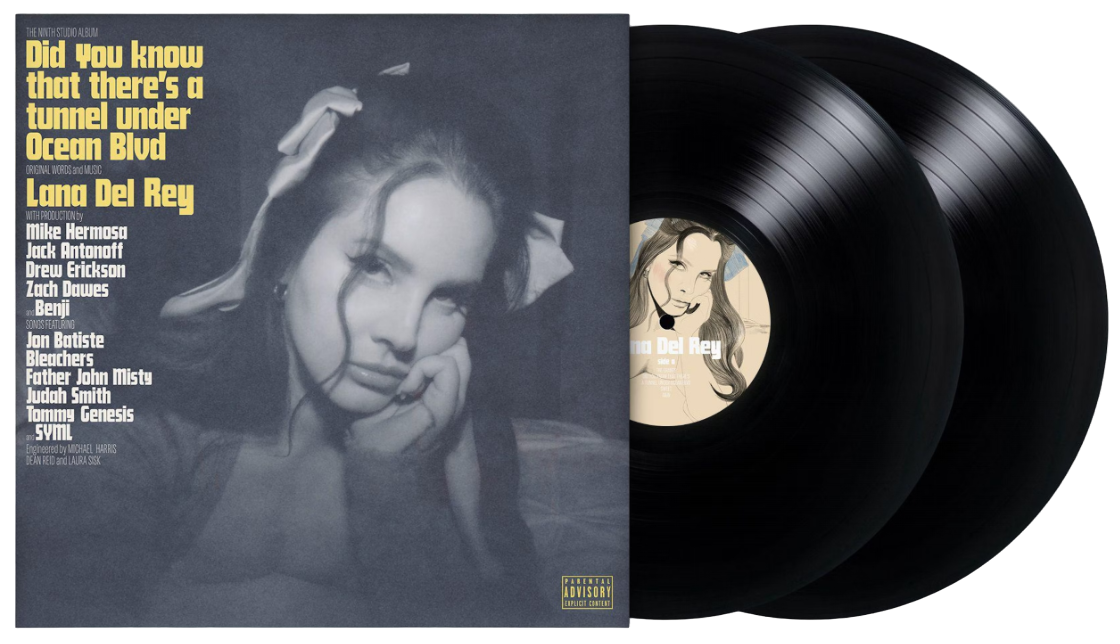 THE NINTH STUDIO ALBUM
Did you know
that there's a
tunnel under
Ocean Blvd
ORIGINAL WORDS and MUSIC
Lana Del Rey
WITH PRODUCTION by
Mike Hermosa
Jack Antonoff
Drew Erickson
Zach Dawes
and Benji
SONGS FEATURING
Jon Batiste
Bleachers
Father John Misty
Judah Smith
Tommy Genesis
and SYML
Engineered by MICHAEL HARRIS
DEAN REID and LAURA SISK
PARENTAL
ADVISORY
EXPLICIT CONTENT
na Del Rey